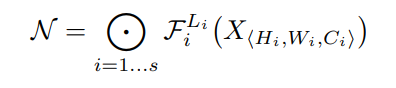 𝒩 = ⨀_{i=1...s} ℱ_i^{L_i}(X_{⟨H_i,W_i,C_i⟩})